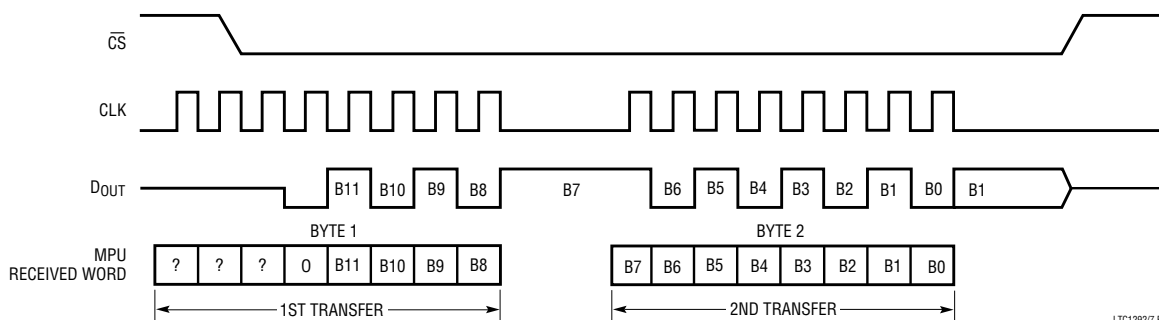 CS
CLK
DOUT B11 B10 B9 B8 B7 B6 B5 B4 B3 B2 B1 B0 B1
BYTE 1 BYTE 2
MPU
RECEIVED WORD ? ? ? O B11 B10 B9 B8 B7 B6 B5 B4 B3 B2 B1 B0
1ST TRANSFER 2ND TRANSFER